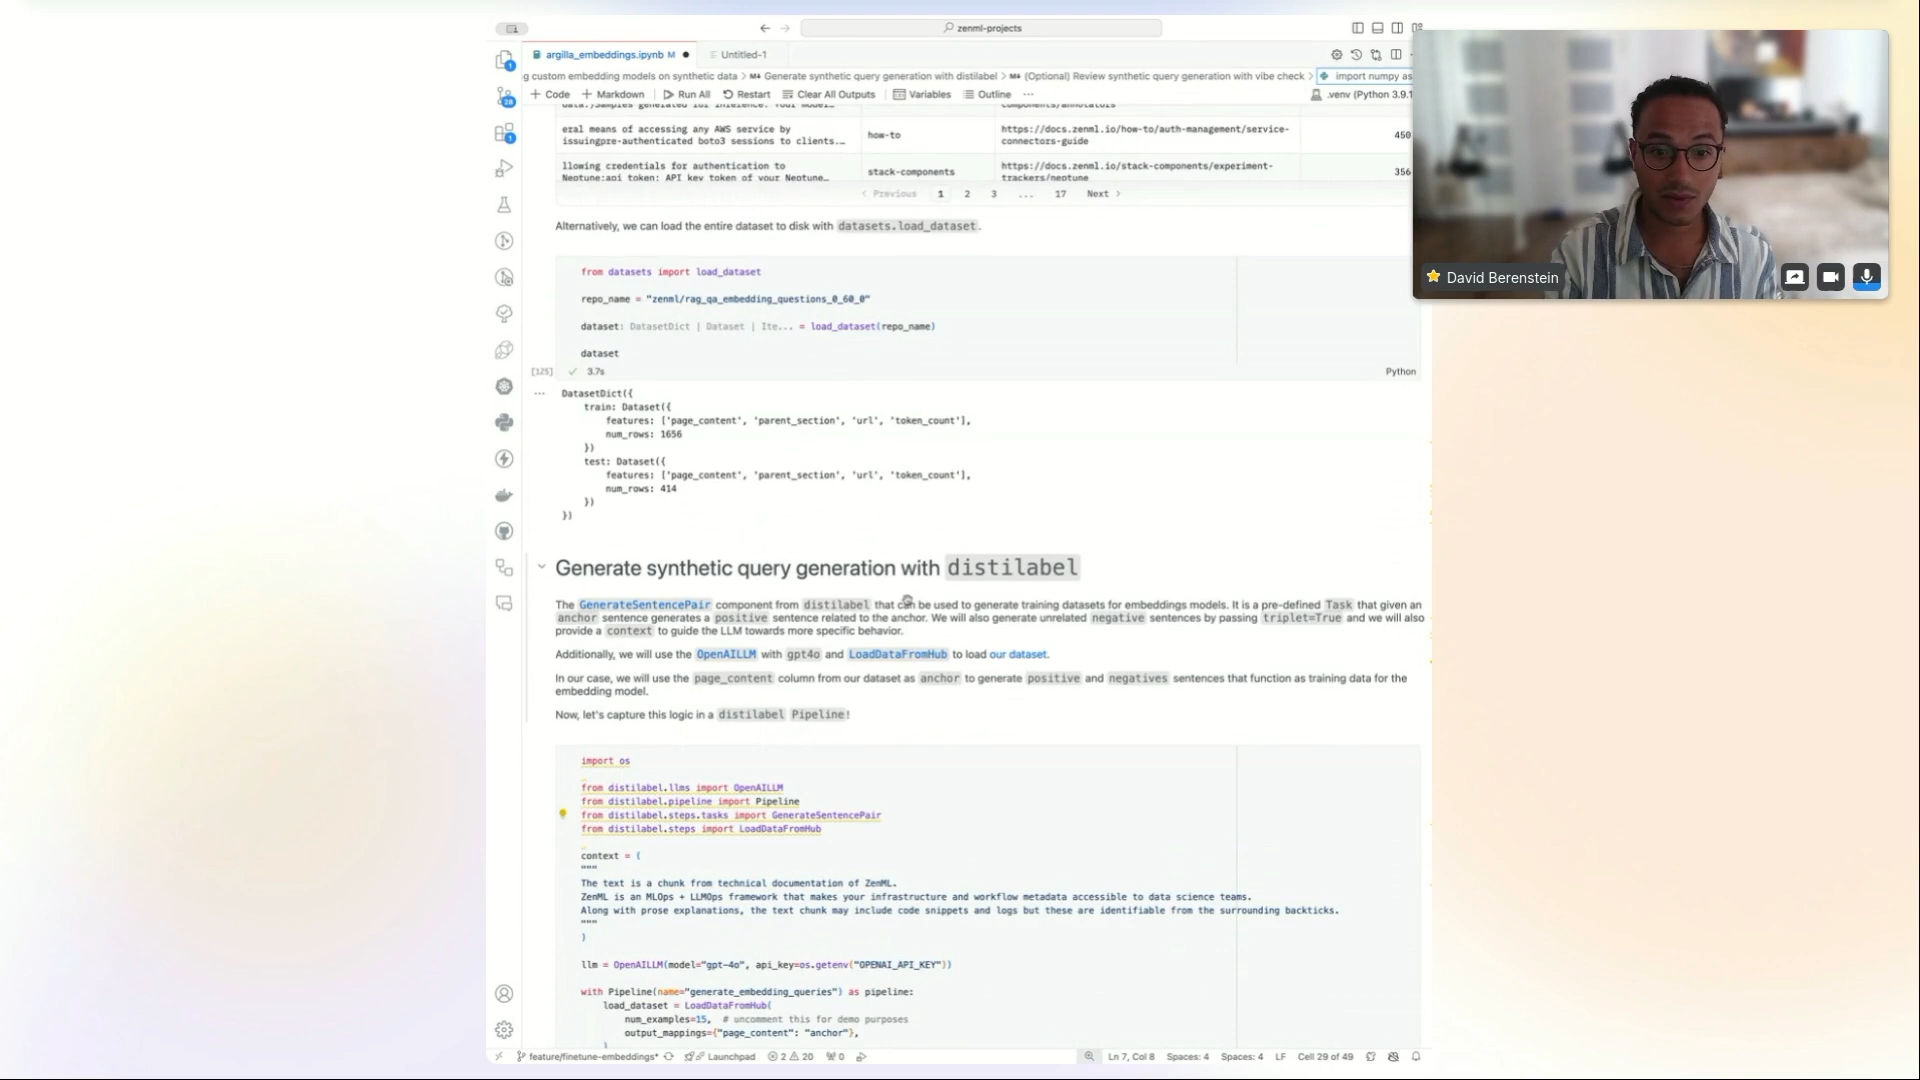 zenml-projects
argilla_embeddings.ipynb M
Untitled-1
g custom embedding models on synthetic data > M↓ Generate synthetic query generation with distilabel > M↓ (Optional) Review synthetic query generation with vibe check > import numpy as
+ Code + Markdown Run All Restart Clear All Outputs Variables Outline ...
.venv (Python 3.9.1
components/annotators
eral means of accessing any AWS service by
issuingpre-authenticated boto3 sessions to clients...
how-to
https://docs.zenml.io/how-to/auth-management/service-
connectors-guide
450
llowing credentials for authentication to
Neptune:api_token: API key token of your Neptune…
stack-components
https://docs.zenml.io/stack-components/experiment-
trackers/neptune
356
< Previous 1 2 3 ... 17 Next >
Alternatively, we can load the entire dataset to disk with datasets.load_dataset.
from datasets import load_dataset
repo_name = "zenml/rag_qa_embedding_questions_0_60_0"
dataset: DatasetDict | Dataset | Ite... = load_dataset(repo_name)
dataset
[125] ✓ 3.7s
Python
DatasetDict({
train: Dataset({
features: ['page_content', 'parent_section', 'url', 'token_count'],
num_rows: 1656
})
test: Dataset({
features: ['page_content', 'parent_section', 'url', 'token_count'],
num_rows: 414
})
})
Generate synthetic query generation with distilabel
The GenerateSentencePair component from distilabel that can be used to generate training datasets for embeddings models. It is a pre-defined Task that given an
anchor sentence generates a positive sentence related to the anchor. We will also generate unrelated negative sentences by passing triplet=True and we will also
provide a context to guide the LLM towards more specific behavior.
Additionally, we will use the OpenAILLM with gpt4o and LoadDataFromHub to load our dataset.
In our case, we will use the page_content column from our dataset as anchor to generate positive and negatives sentences that function as training data for the
embedding model.
Now, let's capture this logic in a distilabel Pipeline!
import os
from distilabel.llms import OpenAILLM
from distilabel.pipeline import Pipeline
from distilabel.steps.tasks import GenerateSentencePair
from distilabel.steps import LoadDataFromHub
context = (
"""
The text is a chunk from technical documentation of ZenML.
ZenML is an MLOps + LLMOps framework that makes your infrastructure and workflow metadata accessible to data science teams.
Along with prose explanations, the text chunk may include code snippets and logs but these are identifiable from the surrounding backticks.
"""
)
llm = OpenAILLM(model="gpt-4o", api_key=os.getenv("OPENAI_API_KEY"))
with Pipeline(name="generate_embedding_queries") as pipeline:
load_dataset = LoadDataFromHub(
num_examples=15, # uncomment this for demo purposes
output_mappings={"page_content": "anchor"},
)
feature/finetune-embeddings* Launchpad 2 20 0
Ln 7, Col 8 Spaces: 4 Spaces: 4 LF Cell 29 of 49
David Berenstein
1
28
1